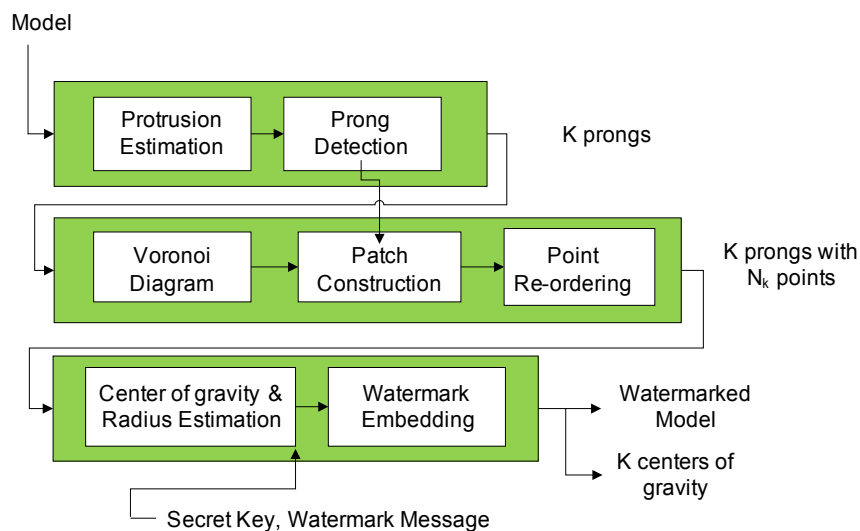 Model
Protrusion
Estimation
Prong
Detection
K prongs
Voronoi
Diagram
Patch
Construction
Point
Re-ordering
K prongs with
Nₖ points
Center of gravity &
Radius Estimation
Watermark
Embedding
Watermarked
Model
K centers of
gravity
Secret Key, Watermark Message